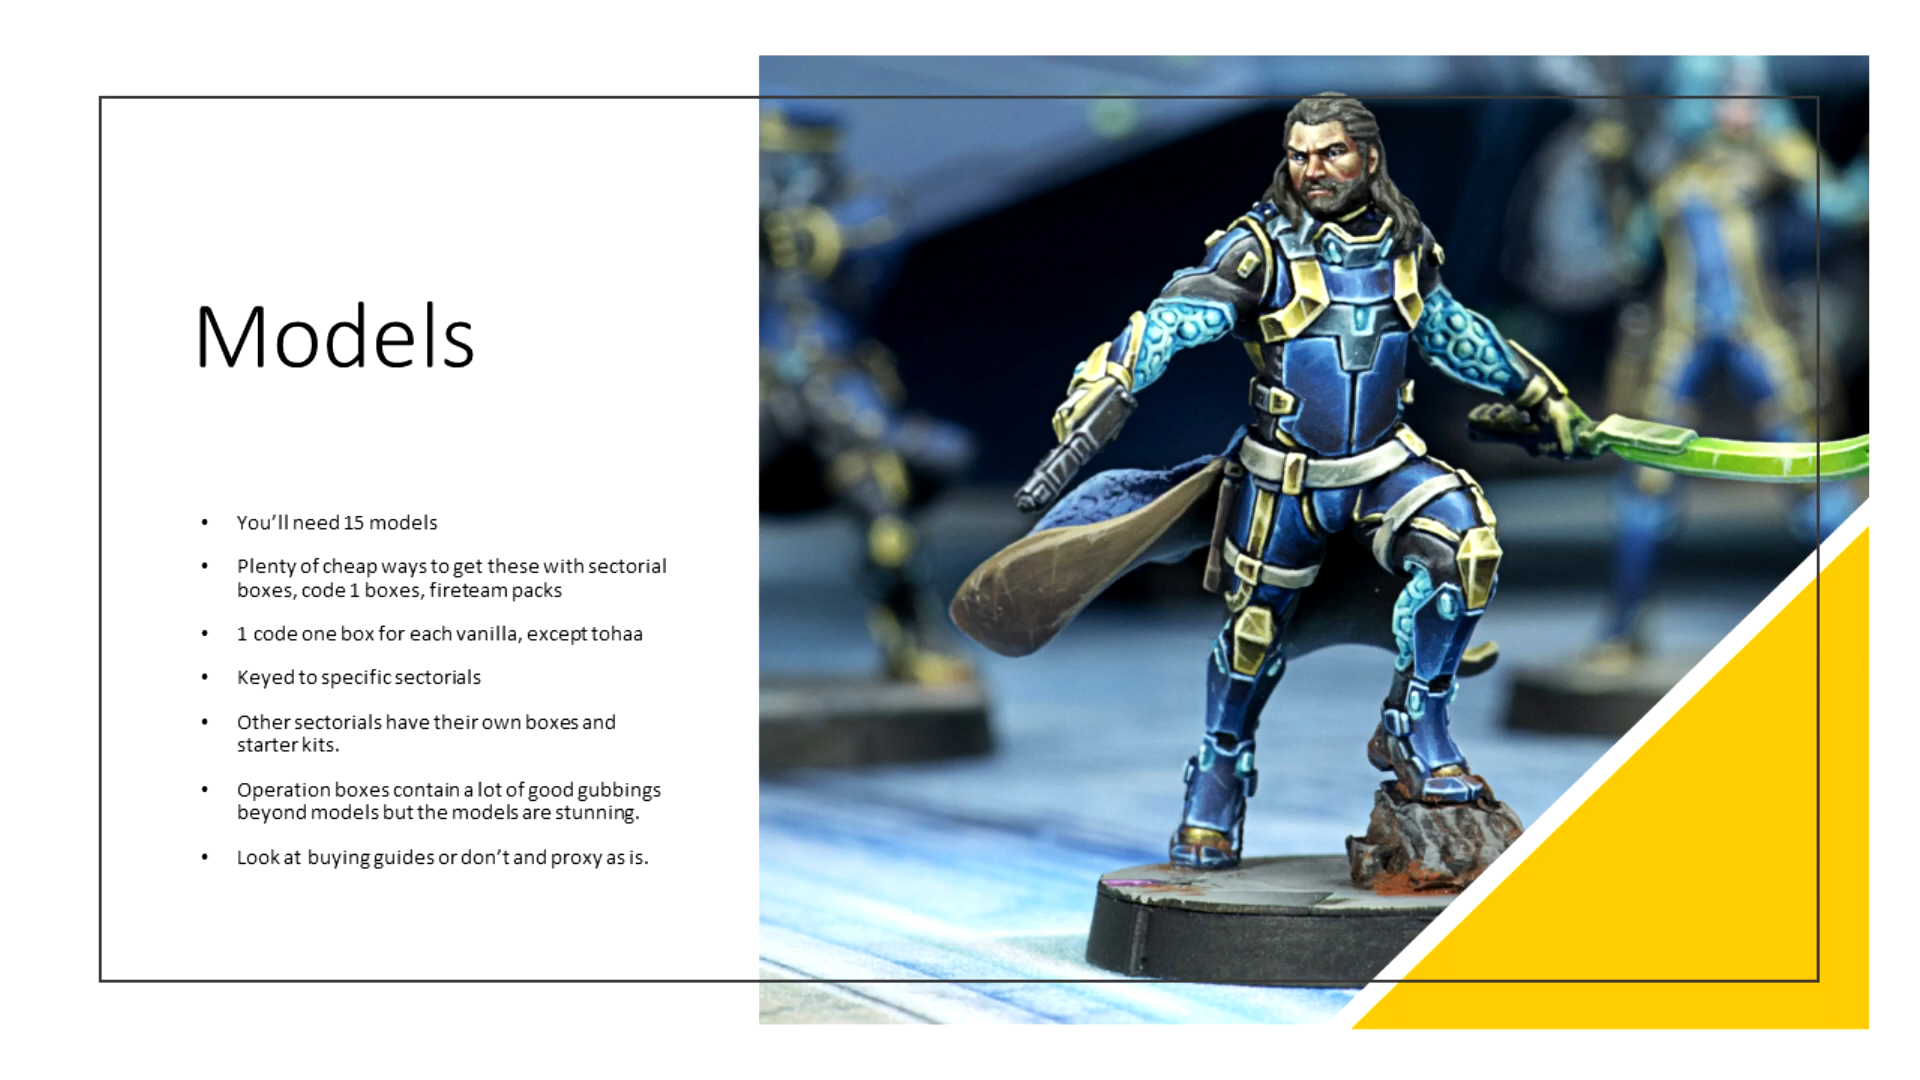 Models
• You’ll need 15 models
• Plenty of cheap ways to get these with sectorial
boxes, code 1 boxes, fireteam packs
• 1 code one box for each vanilla, except tohaa
• Keyed to specific sectorials
• Other sectorials have their own boxes and
starter kits.
• Operation boxes contain a lot of good gubbings
beyond models but the models are stunning.
• Look at buying guides or don’t and proxy as is.